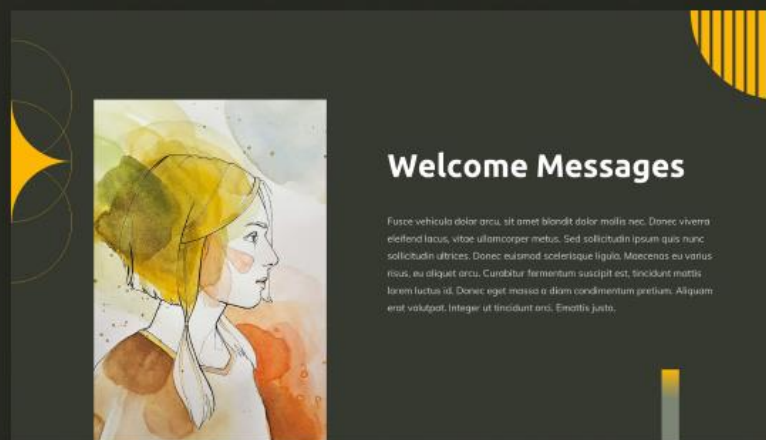 Welcome Messages
Fusce vehicula dolor arcu, sit amet blandit dolor mollis nec. Donec viverra
eleifend lacus, vitae ullamcorper metus. Sed sollicitudin ipsum quis nunc
sollicitudin ultrices. Donec euismod scelerisque ligula. Maecenas eu varius
risus, eu aliquet arcu. Curabitur fermentum suscipit est, tincidunt mattis
lorem luctus id. Donec eget massa a diam condimentum pretium. Aliquam
erat volutpat. Integer ut tincidunt orci. Emattis justo.